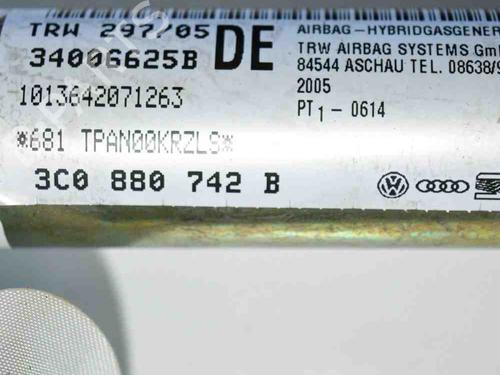 TRW 297/05 DE
34006625B
1013642071263
*681 TPAN00KRZLS*
3C0 880 742 B
AIRBAG-HYBRIDGASGENER
TRW AIRBAG SYSTEMS Gm
84544 ASCHAU TEL. 08638/9
2005
PT1- 0614